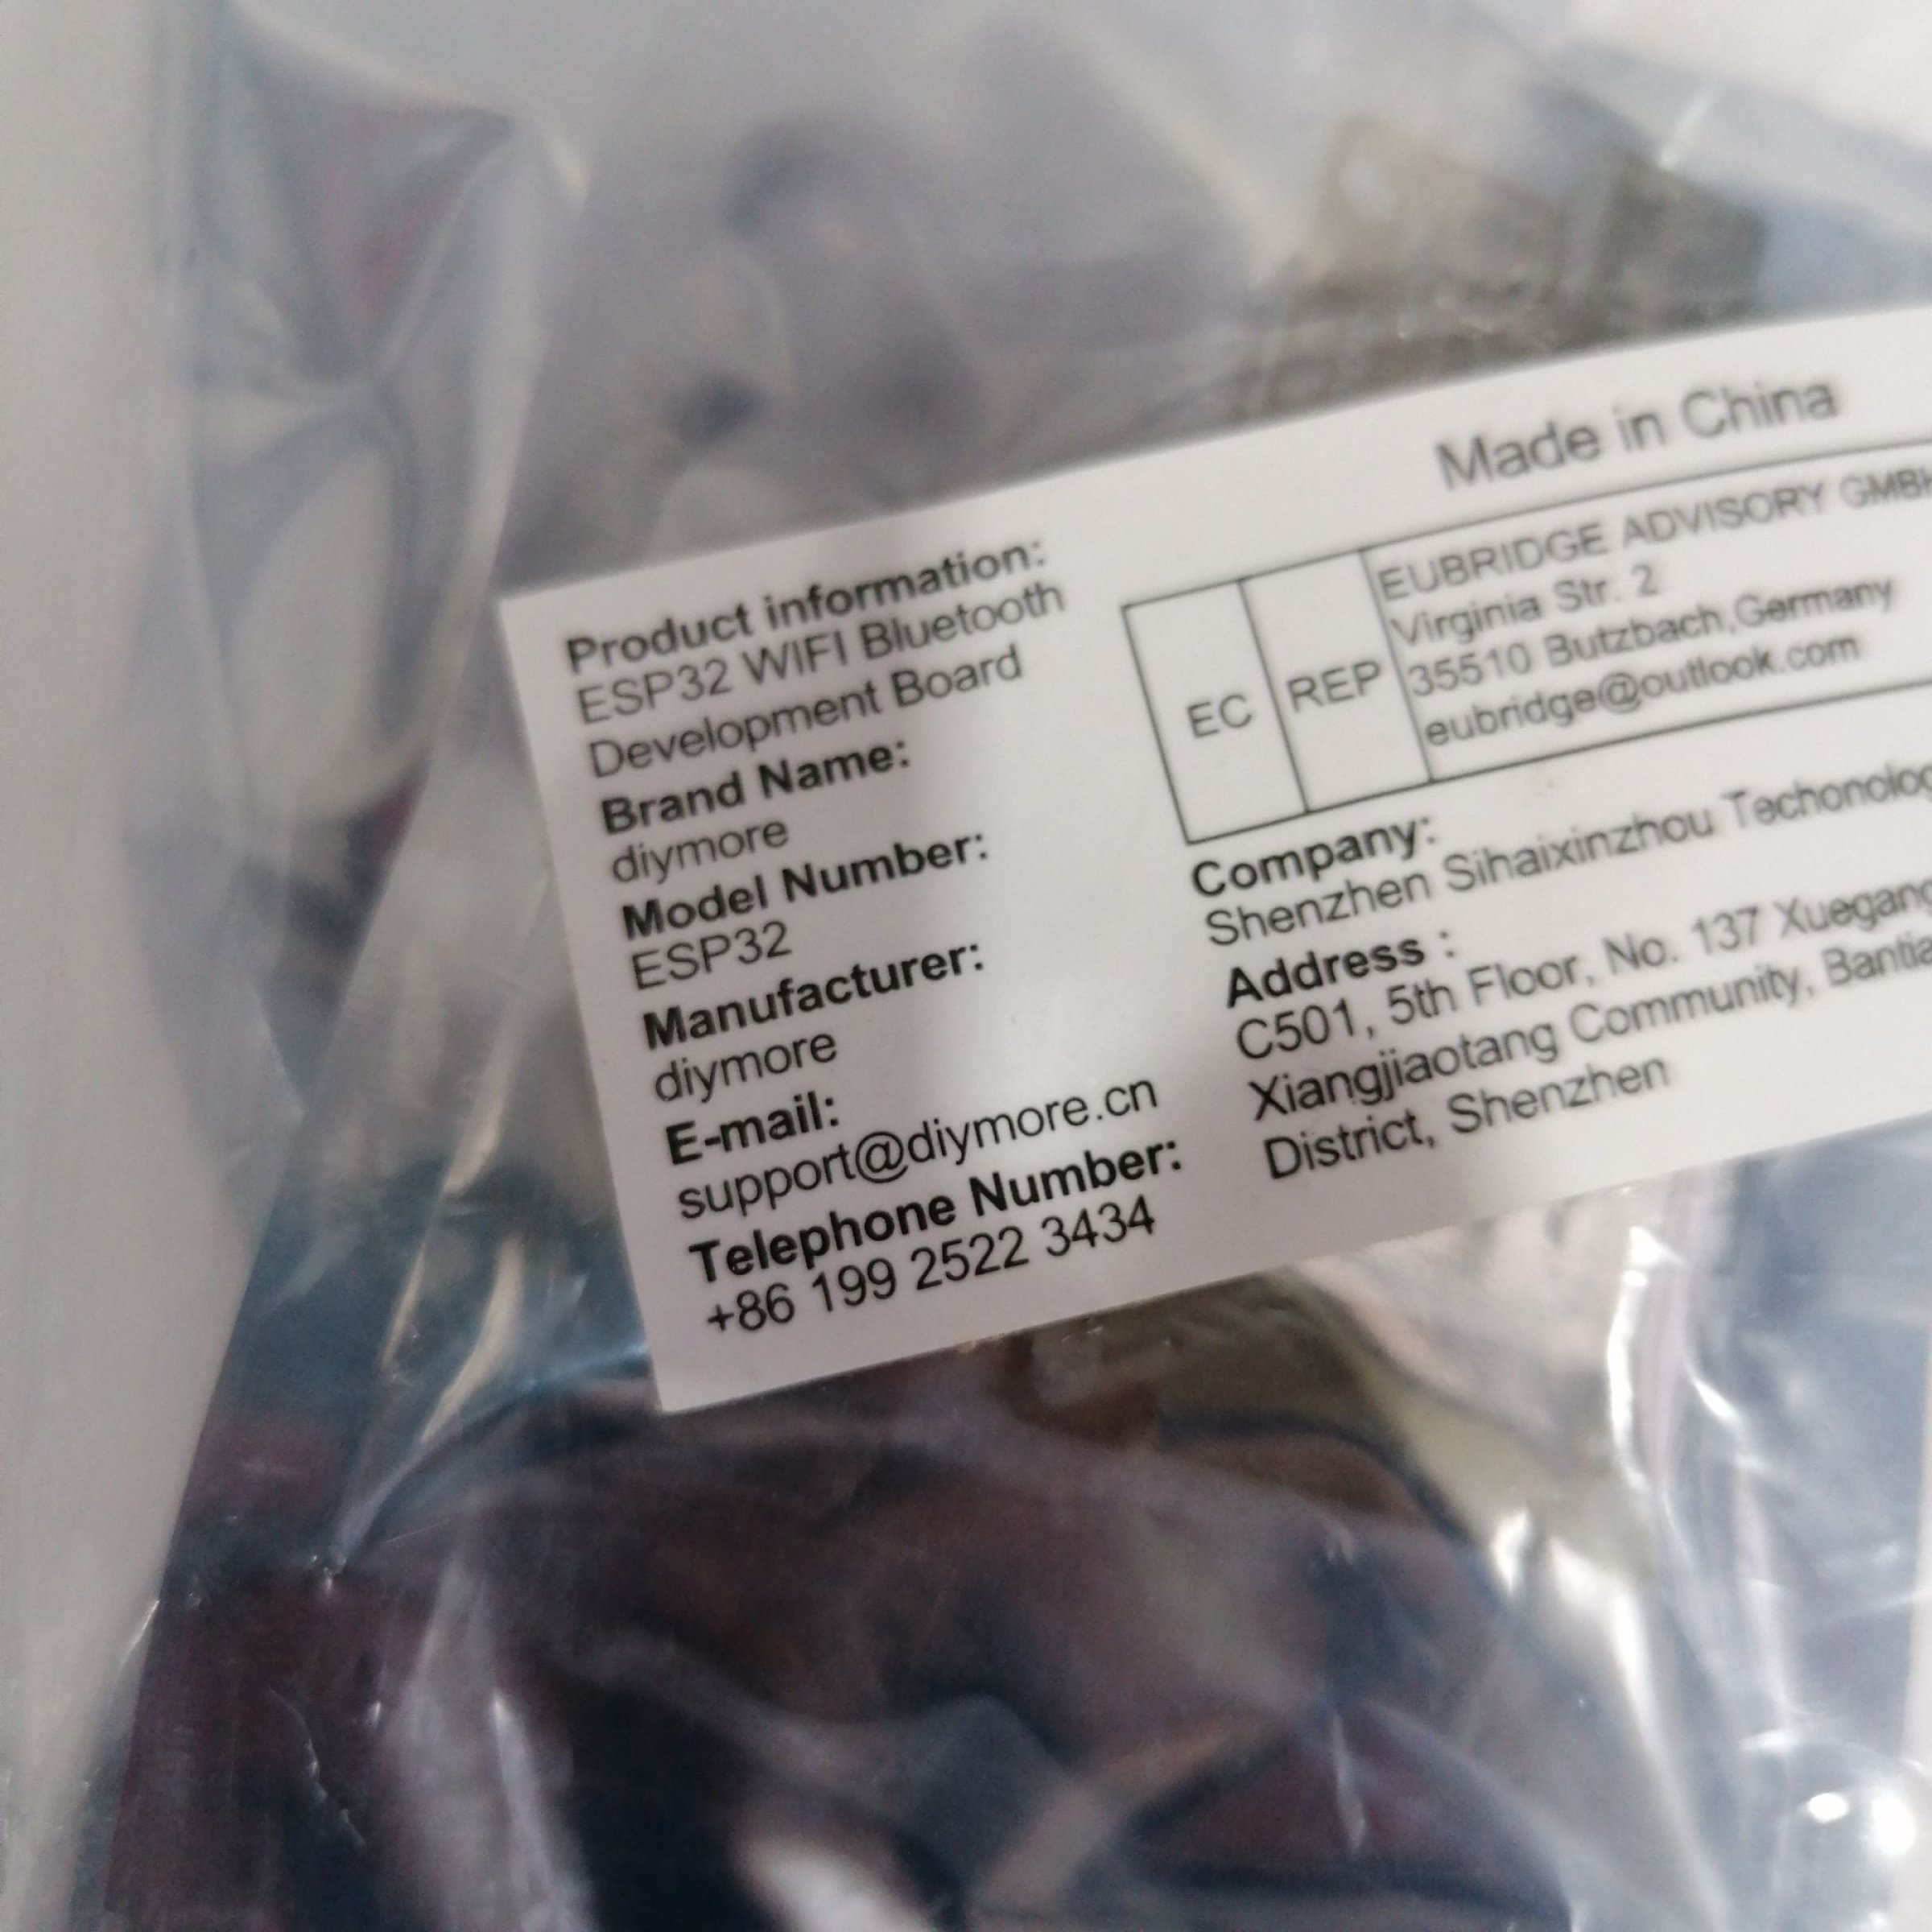 Made in China
Product information:
ESP32 WIFI Bluetooth
Development Board
Brand Name:
diymore
Model Number:
ESP32
Manufacturer:
diymore
E-mail:
support@diymore.cn
Telephone Number:
+86 199 2522 3434
EC
REP
EUBRIDGE ADVISORY GMBH
Virginia Str. 2
35510 Butzbach,Germany
eubridge@outlook.com
Company:
Shenzhen Sihaixinzhou
Address :
C501, 5th Floor, No. 137
Xiangjiaotang Community,
District, Shenzhen